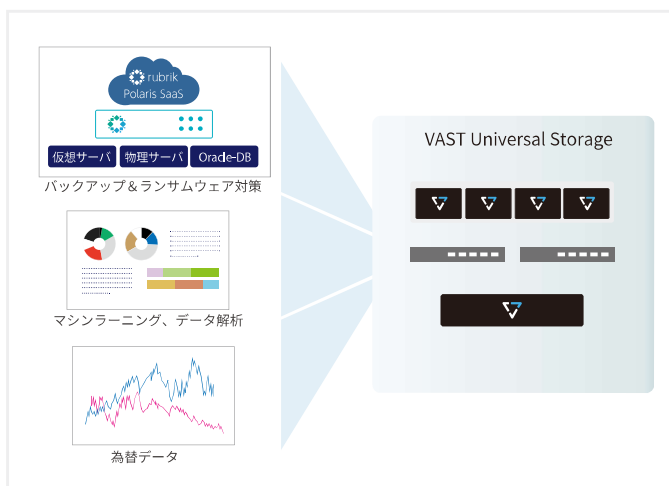 rubrik
Polaris SaaS
仮想サーバ 物理サーバ Oracle-DB
バックアップ＆ランサムウェア対策
マシンラーニング、データ解析
為替データ
VAST Universal Storage